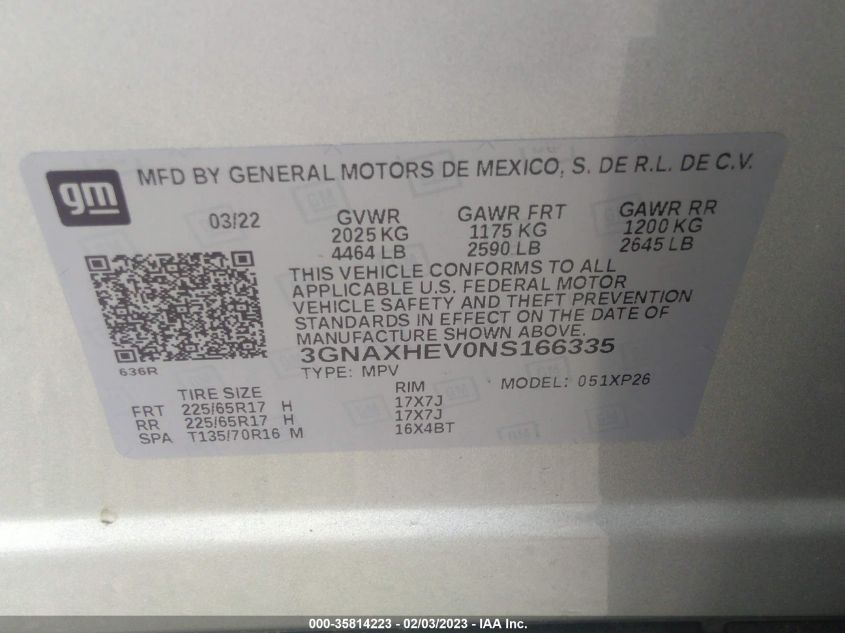 gm
MFD BY GENERAL MOTORS DE MEXICO, S. DE R.L. DE C.V.
03/22 GVWR GAWR FRT GAWR RR
2025 KG 1175 KG 1200 KG
4464 LB 2590 LB 2645 LB
THIS VEHICLE CONFORMS TO ALL
APPLICABLE U.S. FEDERAL MOTOR
VEHICLE SAFETY AND THEFT PREVENTION
STANDARDS IN EFFECT ON THE DATE OF
MANUFACTURE SHOWN ABOVE.
3GNAXHEV0NS166335
636R
TYPE: MPV MODEL: 051XP26
TIRE SIZE RIM
FRT 225/65R17 H 17X7J
RR 225/65R17 H 17X7J
SPA T135/70R16 M 16X4BT
000-35814223 - 02/03/2023 - IAA Inc.